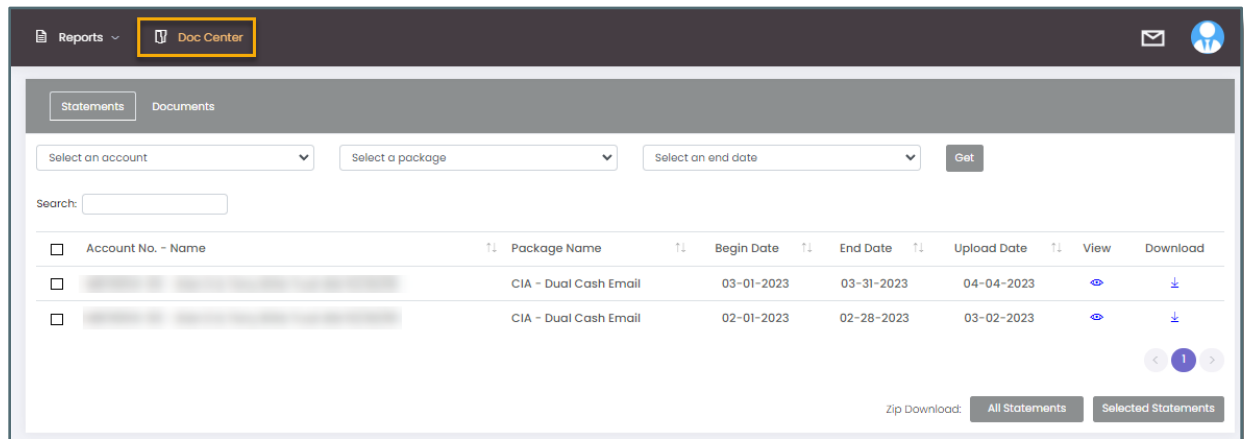 Reports Doc Center
Statements Documents
Select an account Select a package Select an end date Get
Search:
Account No. - Name Package Name Begin Date End Date Upload Date View Download
CIA - Dual Cash Email 03-01-2023 03-31-2023 04-04-2023
CIA - Dual Cash Email 02-01-2023 02-28-2023 03-02-2023
1
Zip Download: All Statements Selected Statements